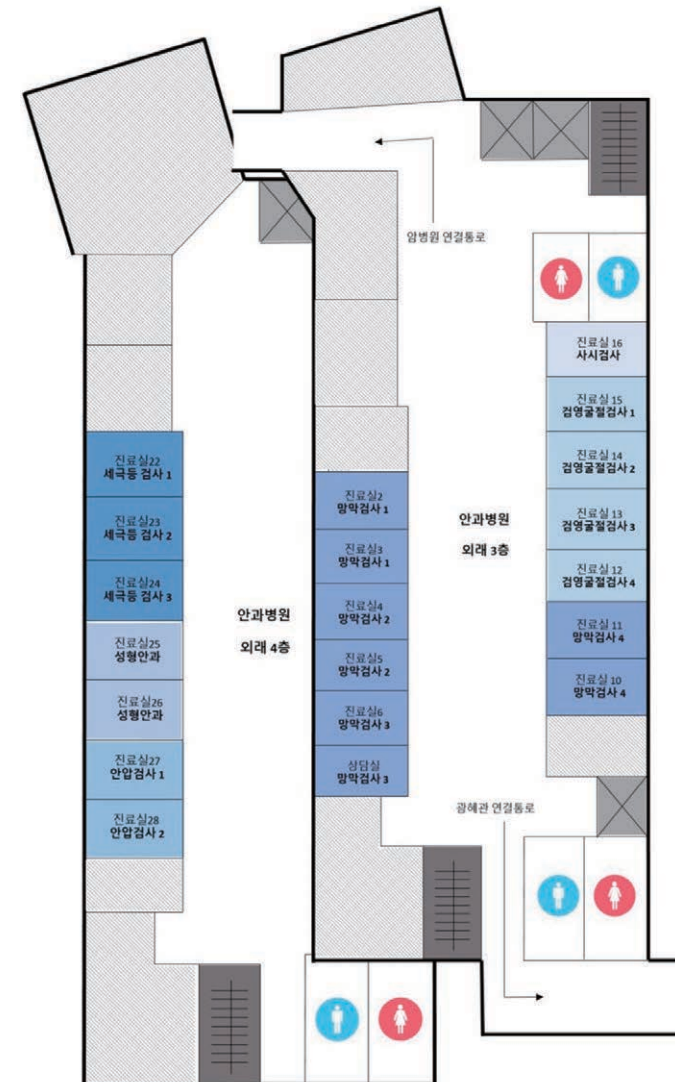 암병원 연결통로
진료실 16
사시검사
진료실 15
검영굴절검사 1
진료실 14
검영굴절검사 2
진료실 13
검영굴절검사 3
진료실 12
검영굴절검사 4
진료실 11
망막검사 4
진료실 10
망막검사 4
안과병원
외래 3층
진료실2
망막검사 1
진료실3
망막검사 1
진료실4
망막검사 2
진료실5
망막검사 2
진료실6
망막검사 3
상담실
망막검사 3
광혜관 연결통로
진료실22
세극등 검사 1
진료실23
세극등 검사 2
진료실24
세극등 검사 3
진료실25
성형안과
진료실26
성형안과
진료실27
안압검사 1
진료실28
안압검사 2
안과병원
외래 4층